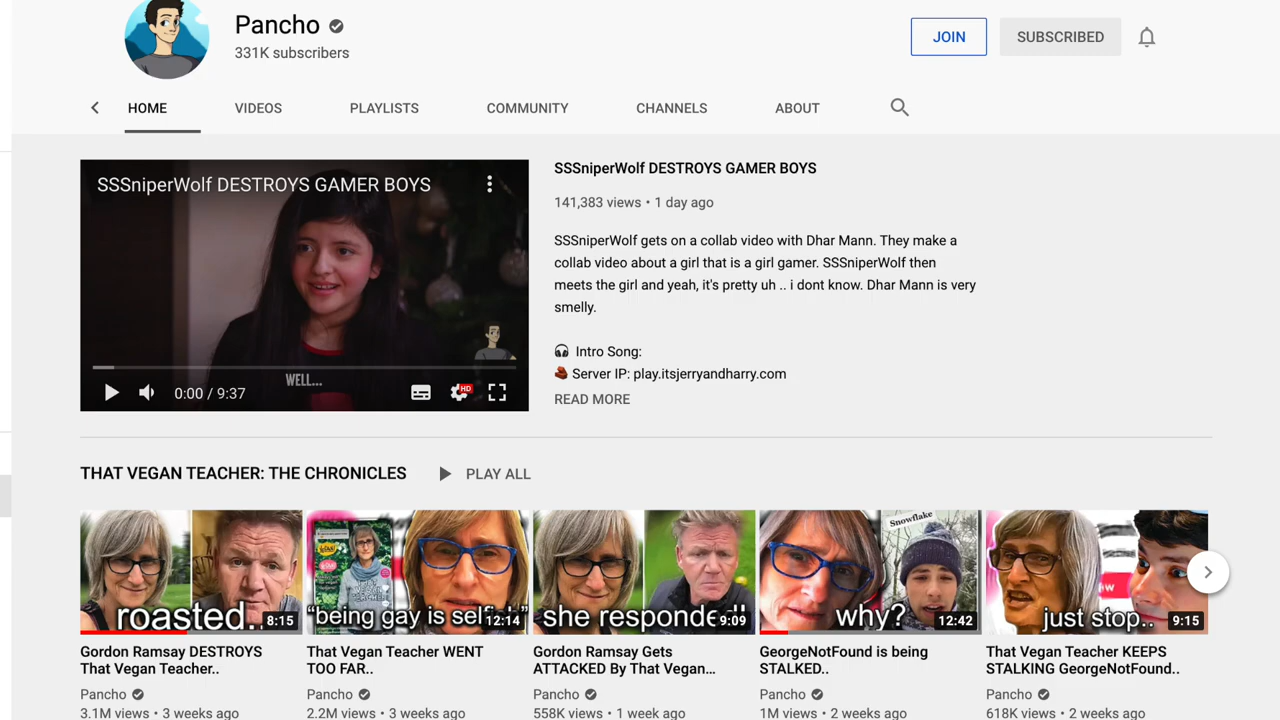 Pancho
331K subscribers
JOIN
SUBSCRIBED
HOME
VIDEOS
PLAYLISTS
COMMUNITY
CHANNELS
ABOUT
SSSniperWolf DESTROYS GAMER BOYS
WELL...
0:00 / 9:37
HD
SSSniperWolf DESTROYS GAMER BOYS
141,383 views • 1 day ago
SSSniperWolf gets on a collab video with Dhar Mann. They make a
collab video about a girl that is a girl gamer. SSSniperWolf then
meets the girl and yeah, it's pretty uh .. i dont know. Dhar Mann is very
smelly.
Intro Song:
Server IP: play.itsjerryandharry.com
READ MORE
THAT VEGAN TEACHER: THE CHRONICLES
PLAY ALL
roasted..
8:15
"being gay is selfish"
12:14
she responded!!
9:09
Snowflake
why?
12:42
just stop..
9:15
Gordon Ramsay DESTROYS
That Vegan Teacher..
Pancho
3.1M views • 3 weeks ago
That Vegan Teacher WENT
TOO FAR..
Pancho
2.2M views • 3 weeks ago
Gordon Ramsay Gets
ATTACKED By That Vegan...
Pancho
558K views • 1 week ago
GeorgeNotFound is being
STALKED..
Pancho
1M views • 2 weeks ago
That Vegan Teacher KEEPS
STALKING GeorgeNotFound..
Pancho
618K views • 2 weeks ago